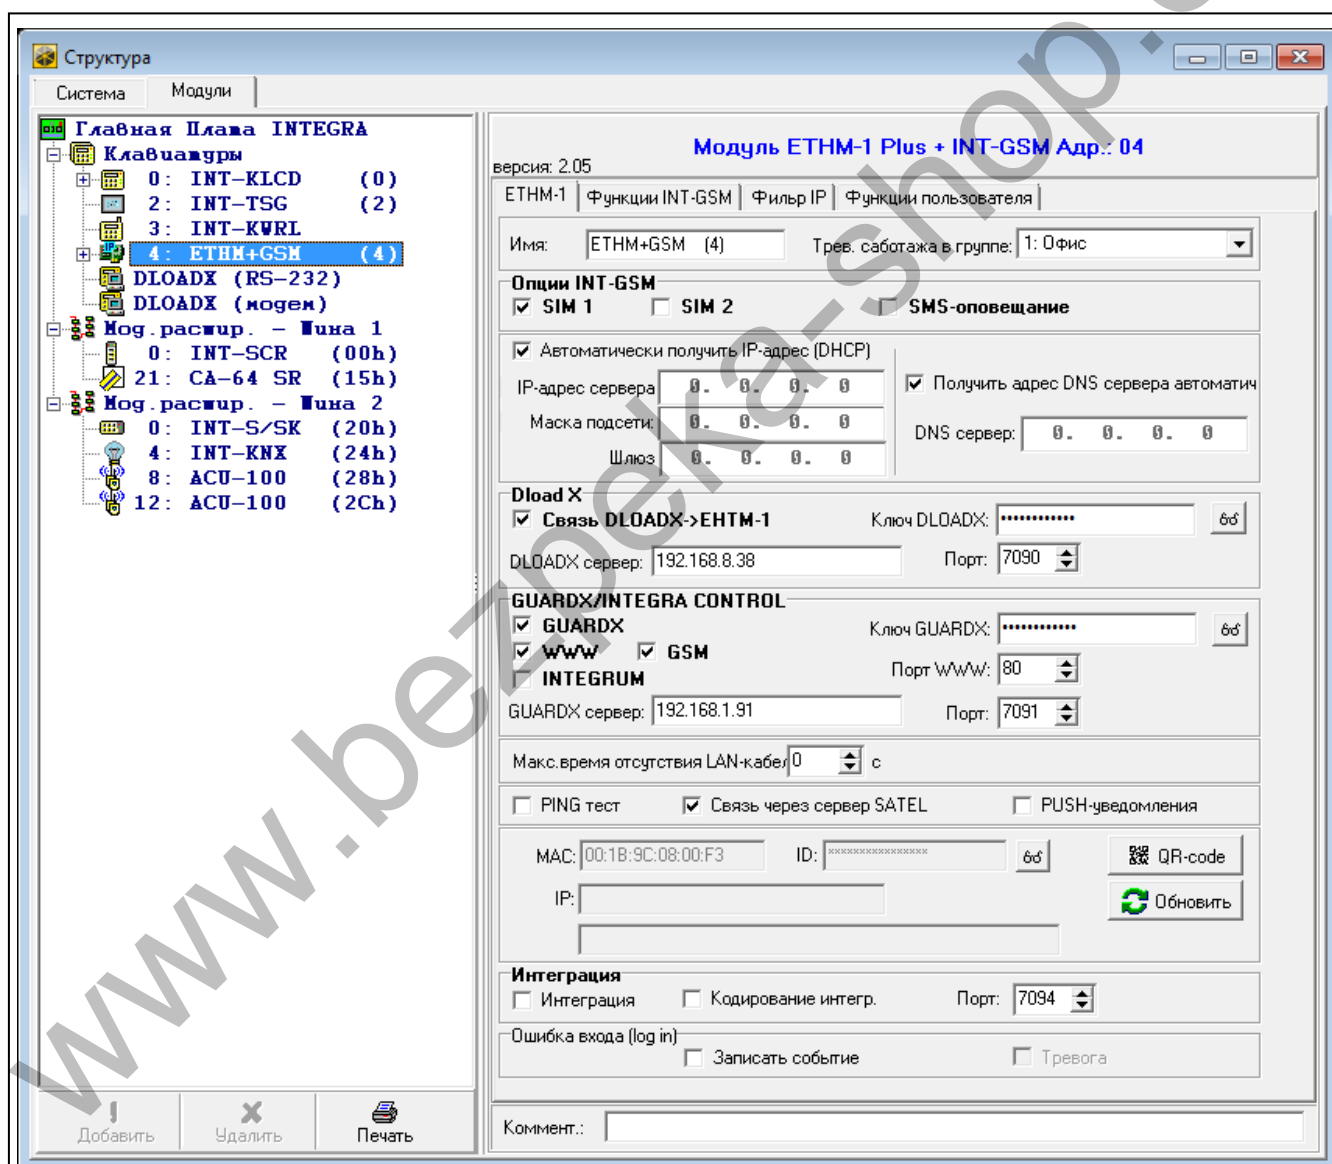 Структура
Система Модули
Главная Плата INTEGRA
Клавиатуры
0: INT-KLCD (0)
2: INT-TSG (2)
3: INT-KWRL
4: ETHM+GSM (4)
DLOADX (RS-232)
DLOADX (модем)
Мод.расшир. - Шина 1
0: INT-SCR (00h)
21: CA-64 SR (15h)
Мод.расшир. - Шина 2
0: INT-S/SK (20h)
4: INT-KNX (24h)
8: ACU-100 (28h)
12: ACU-100 (2Ch)
Добавить Удалить Печать
Модуль ETHM-1 Plus + INT-GSM Адр.: 04
версия: 2.05
ETHM-1 Функции INT-GSM Фильр IP Функции пользователя
Имя: ETHM+GSM (4) Трев. саботажа в группе: 1: Офис
Опции INT-GSM
SIM 1 SIM 2 SMS-оповещание
Автоматически получить IP-адрес (DHCP)
IP-адрес сервера 0. 0. 0. 0
Получить адрес DNS сервера автоматич
Маска подсети: 0. 0. 0. 0
DNS сервер: 0. 0. 0. 0
Шлюз 0. 0. 0. 0
Dload X
Связь DLOADX->EHTM-1 Ключ DLOADX: ••••••••••••
DLOADX сервер: 192.168.8.38 Порт: 7090
GUARDX/INTEGRA CONTROL
GUARDX Ключ GUARDX: ••••••••••••
WWW GSM
Порт WWW: 80
INTEGRUM
GUARDX сервер: 192.168.1.91 Порт: 7091
Макс.время отсутствия LAN-кабел 0 с
PING тест Связь через сервер SATEL PUSH-уведомления
MAC: 00:1B:9C:08:00:F3 ID: **************** QR-code
IP: Обновить
Интеграция
Интеграция Кодирование интегр. Порт: 7094
Ошибка входа (log in)
Записать событие Тревога
Коммент.:
www.bezpeka-shop.